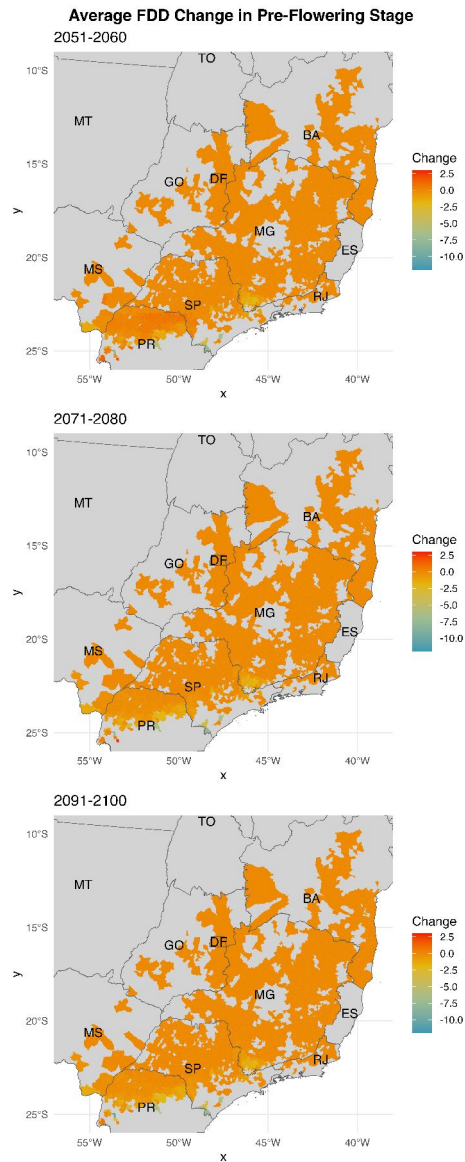 Average FDD Change in Pre-Flowering Stage
2051-2060
TO
10°S
MT
BA
15°S
GO
DF
y
MG
20°S
ES
MS
SP
RJ
PR
25°S
55°W 50°W 45°W 40°W
x
Change
2.5
0.0
-2.5
-5.0
-7.5
-10.0
2071-2080
TO
10°S
MT
BA
15°S
GO
DF
y
MG
20°S
ES
MS
SP
RJ
PR
25°S
55°W 50°W 45°W 40°W
x
Change
2.5
0.0
-2.5
-5.0
-7.5
-10.0
2091-2100
TO
10°S
MT
BA
15°S
GO
DF
y
MG
20°S
ES
MS
SP
RJ
PR
25°S
55°W 50°W 45°W 40°W
x
Change
2.5
0.0
-2.5
-5.0
-7.5
-10.0